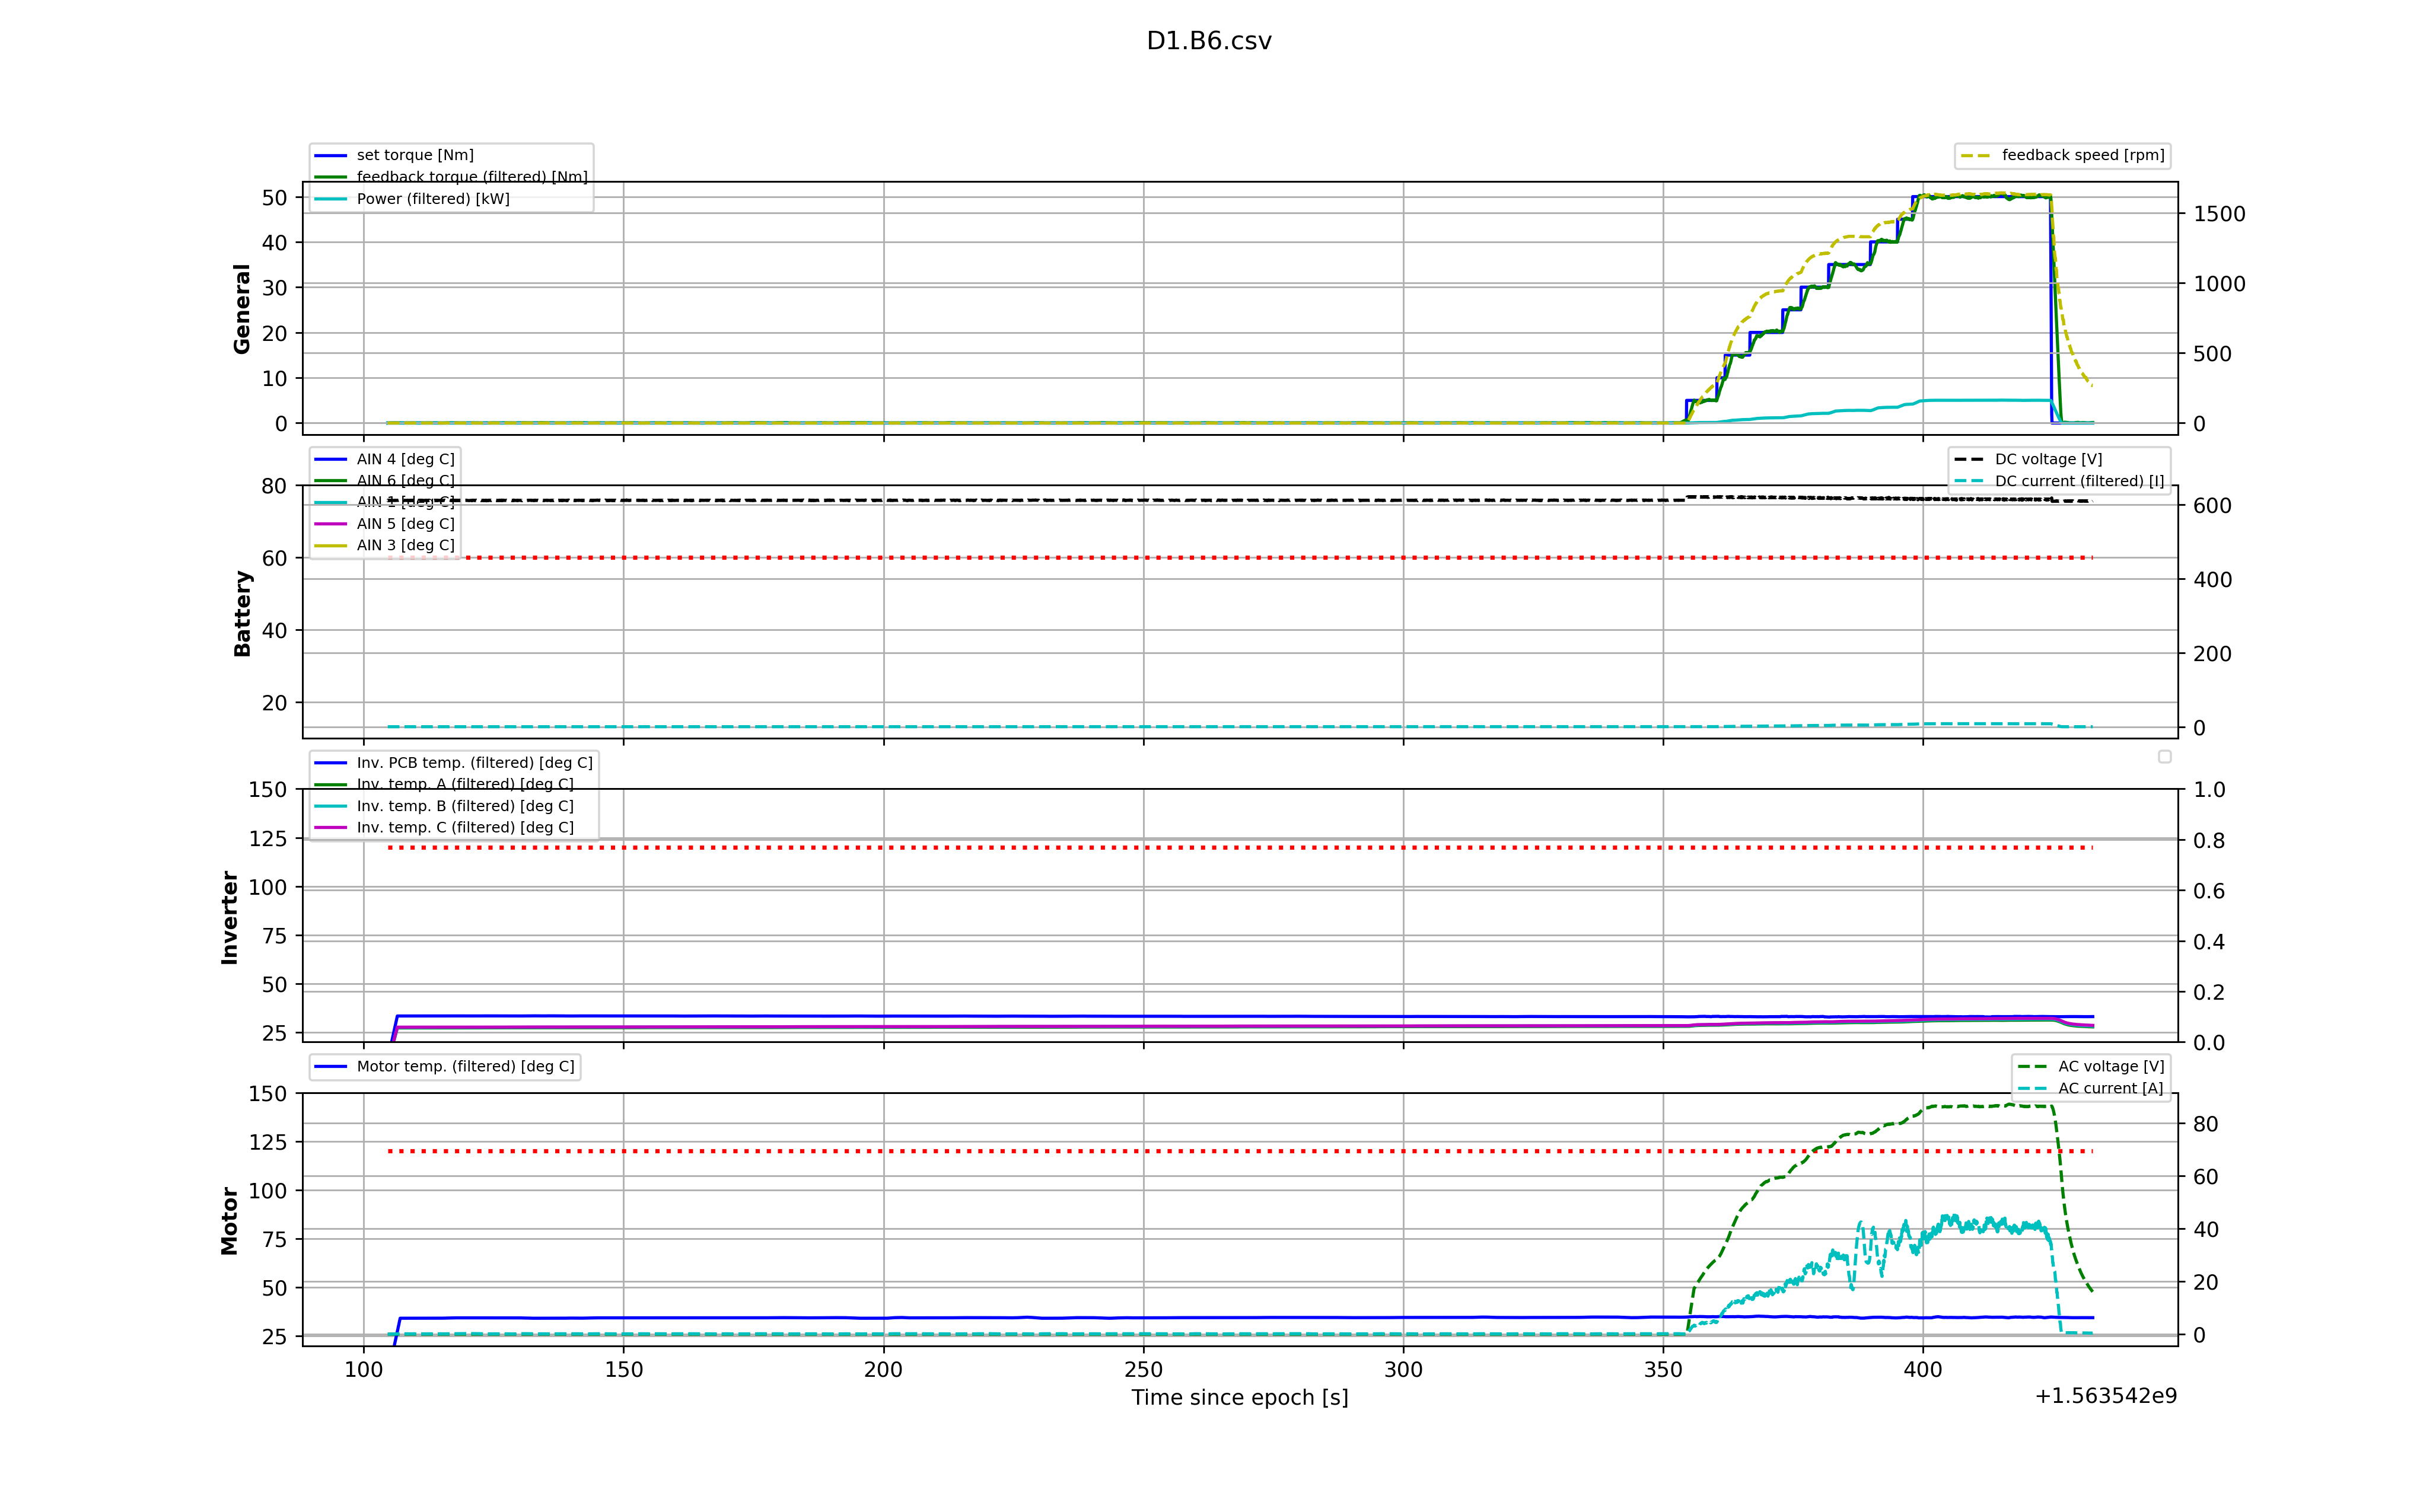 D1.B6.csv
set torque [Nm]
feedback torque (filtered) [Nm]
Power (filtered) [kW]
feedback speed [rpm]
General
50
40
30
20
10
0
1500
1000
500
0
AIN 4 [deg C]
AIN 6 [deg C]
AIN 1 [deg C]
AIN 5 [deg C]
AIN 3 [deg C]
DC voltage [V]
DC current (filtered) [I]
Battery
80
60
40
20
600
400
200
0
Inv. PCB temp. (filtered) [deg C]
Inv. temp. A (filtered) [deg C]
Inv. temp. B (filtered) [deg C]
Inv. temp. C (filtered) [deg C]
Inverter
150
125
100
75
50
25
1.0
0.8
0.6
0.4
0.2
0.0
Motor temp. (filtered) [deg C]
AC voltage [V]
AC current [A]
Motor
150
125
100
75
50
25
80
60
40
20
0
100 150 200 250 300 350 400
Time since epoch [s]
+1.563542e9